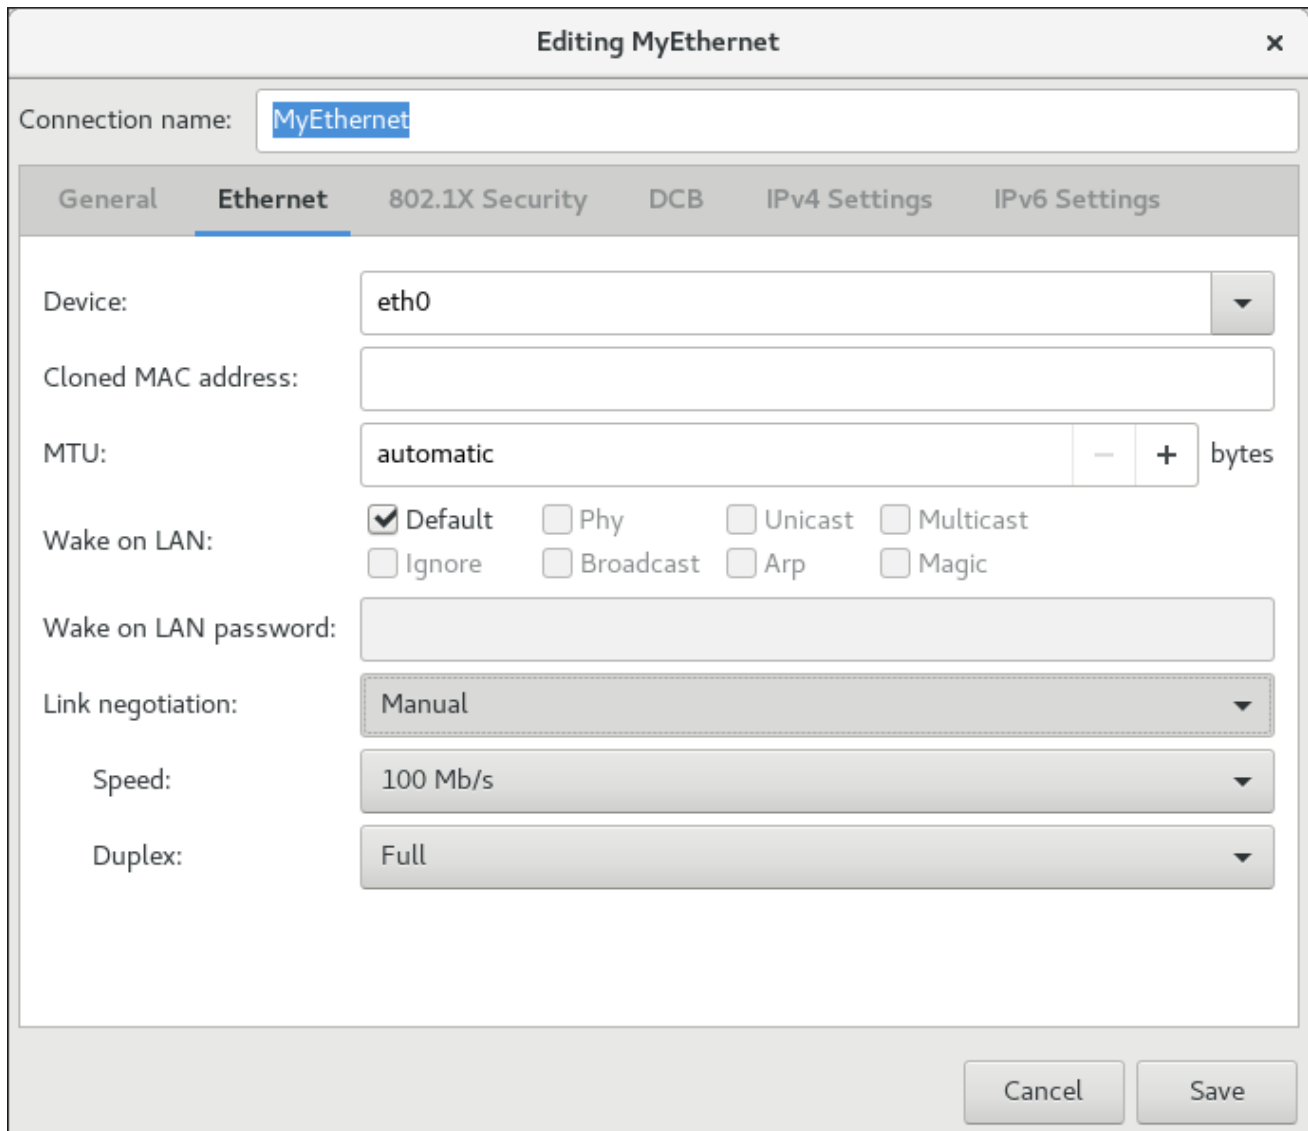 Editing MyEthernet ×
Connection name: MyEthernet
General Ethernet 802.1X Security DCB IPv4 Settings IPv6 Settings
Device: eth0
Cloned MAC address:
MTU: automatic − + bytes
Wake on LAN:
Default Phy Unicast Multicast
Ignore Broadcast Arp Magic
Wake on LAN password:
Link negotiation: Manual
Speed: 100 Mb/s
Duplex: Full
Cancel Save